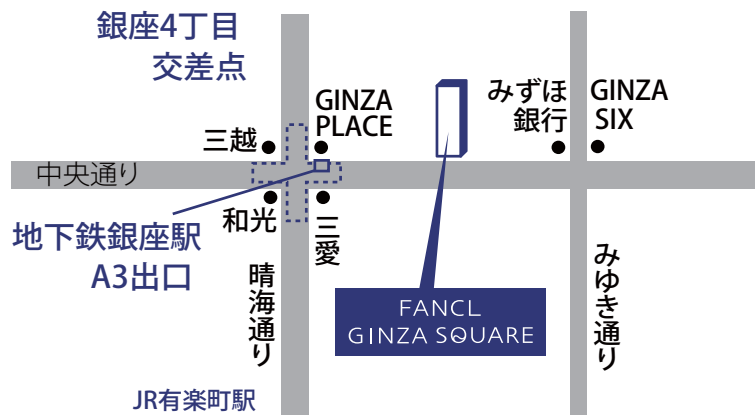 銀座4丁目
交差点
三越
GINZA
PLACE
みずほ
銀行
GINZA
SIX
中央通り
和光
三愛
地下鉄銀座駅
A3出口
晴海通り
みゆき通り
FANCL
GINZA SQUARE
JR有楽町駅